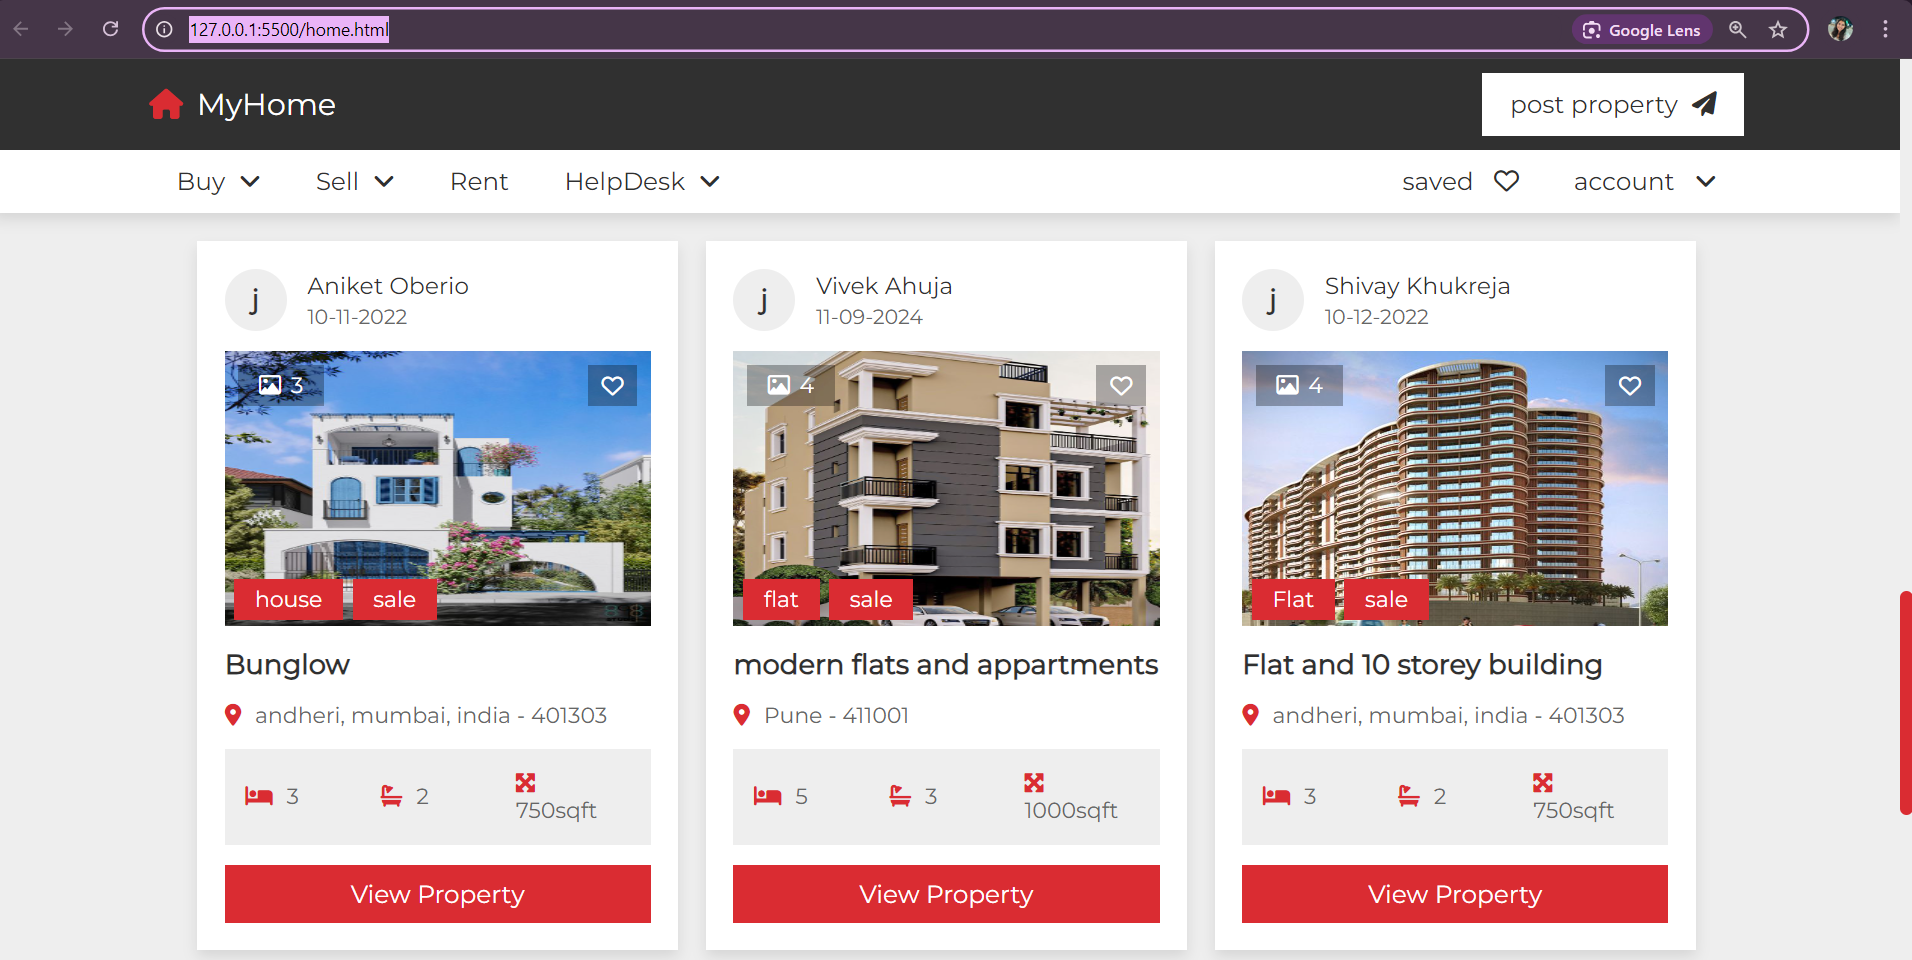 127.0.0.1:5500/home.html
Google Lens
MyHome
post property
Buy
Sell
Rent
HelpDesk
saved
account
j
Aniket Oberio
10-11-2022
3
house
sale
Bunglow
andheri, mumbai, india - 401303
3
2
750sqft
View Property
j
Vivek Ahuja
11-09-2024
4
flat
sale
modern flats and appartments
Pune - 411001
5
3
1000sqft
View Property
j
Shivay Khukreja
10-12-2022
4
Flat
sale
Flat and 10 storey building
andheri, mumbai, india - 401303
3
2
750sqft
View Property